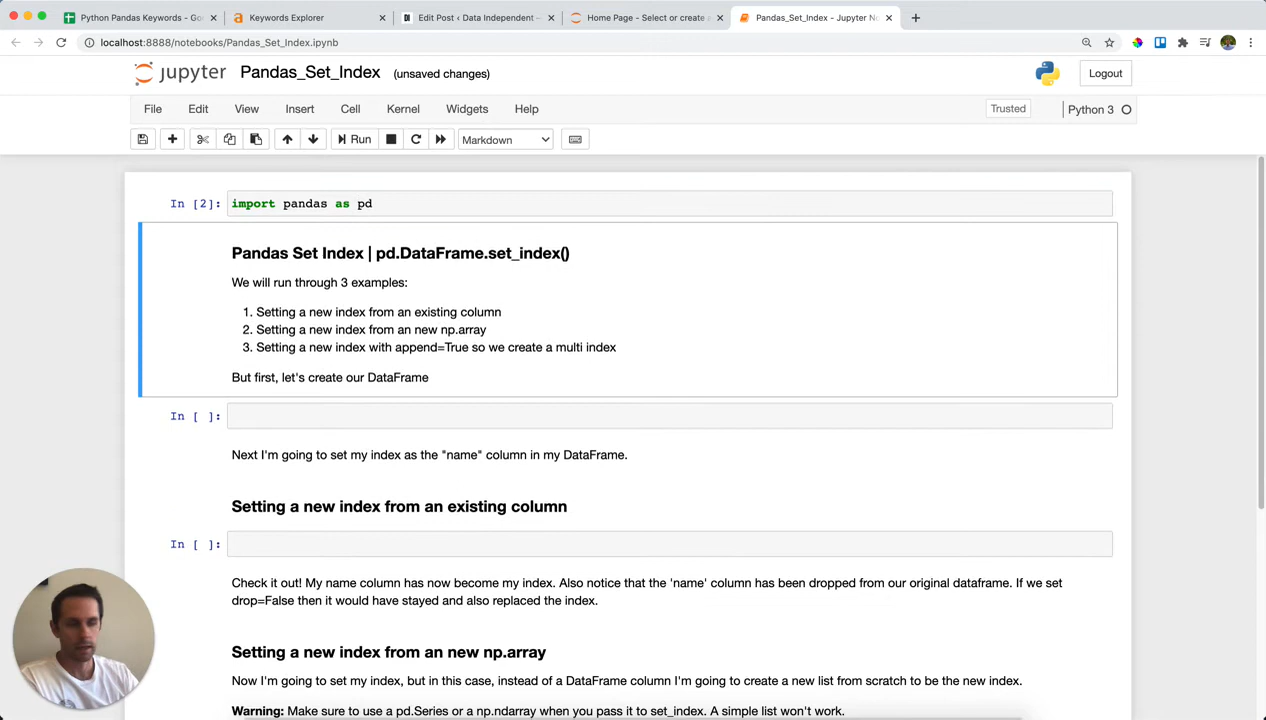 Python Pandas Keywords - Go
Keywords Explorer
Edit Post ‹ Data Independent —
Home Page - Select or create a
Pandas_Set_Index - Jupyter No
localhost:8888/notebooks/Pandas_Set_Index.ipynb
jupyter Pandas_Set_Index (unsaved changes)
Logout
File Edit View Insert Cell Kernel Widgets Help
Trusted
Python 3
Run
Markdown
In [2]: import pandas as pd
Pandas Set Index | pd.DataFrame.set_index()
We will run through 3 examples:
1. Setting a new index from an existing column
2. Setting a new index from an new np.array
3. Setting a new index with append=True so we create a multi index
But first, let's create our DataFrame
In [ ]:
Next I'm going to set my index as the "name" column in my DataFrame.
Setting a new index from an existing column
In [ ]:
Check it out! My name column has now become my index. Also notice that the 'name' column has been dropped from our original dataframe. If we set
drop=False then it would have stayed and also replaced the index.
Setting a new index from an new np.array
Now I'm going to set my index, but in this case, instead of a DataFrame column I'm going to create a new list from scratch to be the new index.
Warning: Make sure to use a pd.Series or a np.ndarray when you pass it to set_index. A simple list won't work.